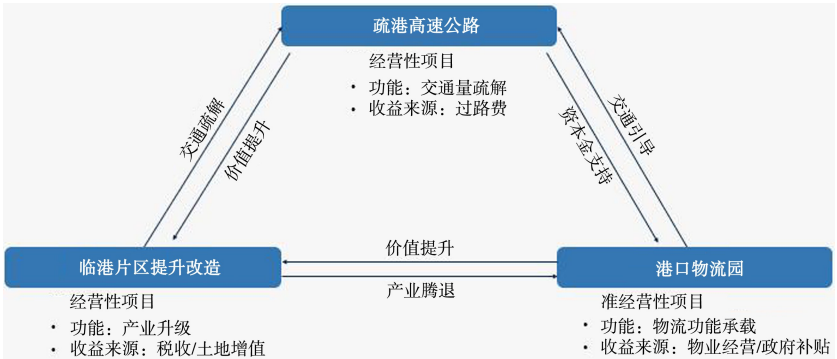 疏港高速公路
经营性项目
• 功能：交通量疏解
• 收益来源：过路费
交通疏解
价值提升
资本金支持
交通引导
价值提升
产业腾退
临港片区提升改造
经营性项目
• 功能：产业升级
• 收益来源：税收/土地增值
港口物流园
准经营性项目
• 功能：物流功能承载
• 收益来源：物业经营/政府补贴